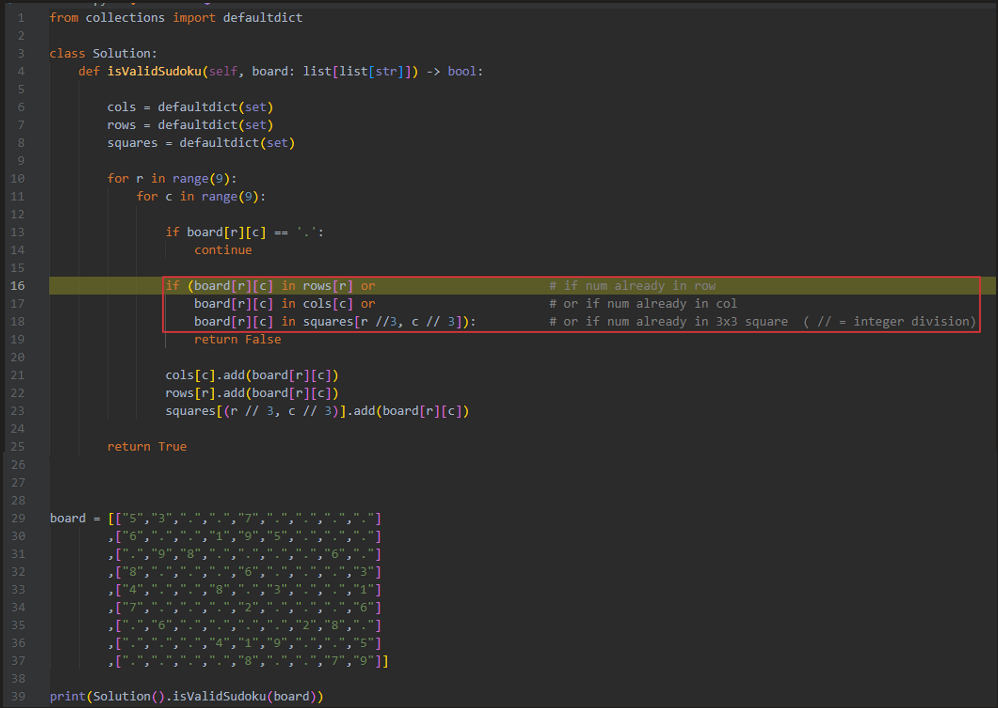 1 from collections import defaultdict
2
3 class Solution:
4     def isValidSudoku(self, board: list[list[str]]) -> bool:
5
6         cols = defaultdict(set)
7         rows = defaultdict(set)
8         squares = defaultdict(set)
9
10         for r in range(9):
11             for c in range(9):
12
13                 if board[r][c] == '.':
14                     continue
15
16                 if (board[r][c] in rows[r] or                        # if num already in row
17                     board[r][c] in cols[c] or                        # or if num already in col
18                     board[r][c] in squares[r //3, c // 3]):          # or if num already in 3x3 square  ( // = integer division)
19                     return False
20
21                 cols[c].add(board[r][c])
22                 rows[r].add(board[r][c])
23                 squares[(r // 3, c // 3)].add(board[r][c])
24
25         return True
26
27
28
29 board = [["5","3",".",".","7",".",".",".","."]
30         ,["6",".",".","1","9","5",".",".","."]
31         ,[".","9","8",".",".",".",".","6","."]
32         ,["8",".",".",".","6",".",".",".","3"]
33         ,["4",".",".","8",".","3",".",".","1"]
34         ,["7",".",".",".","2",".",".",".","6"]
35         ,[".","6",".",".",".",".","2","8","."]
36         ,[".",".",".","4","1","9",".",".","5"]
37         ,[".",".",".",".","8",".",".","7","9"]]
38
39 print(Solution().isValidSudoku(board))